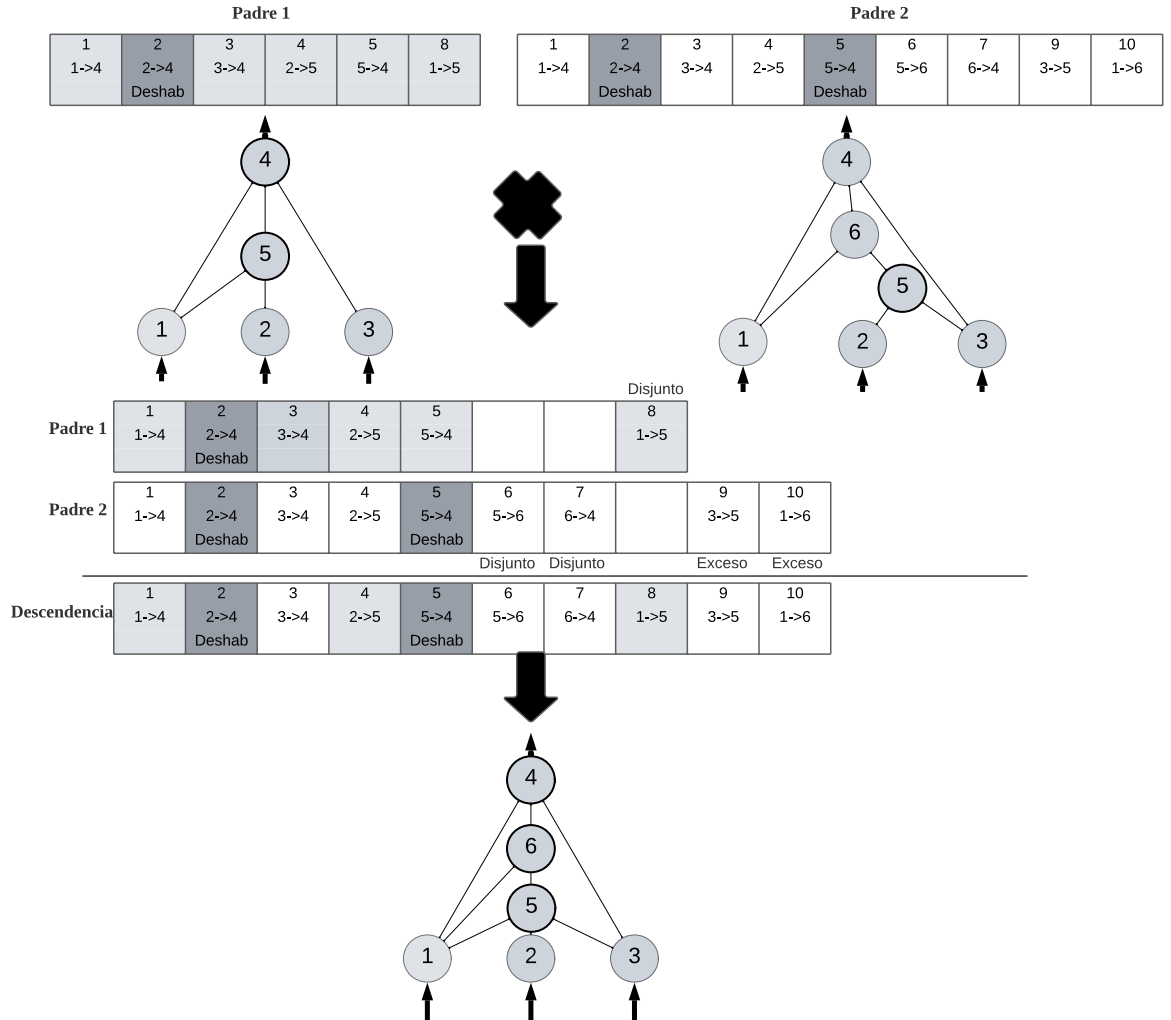 Padre 1 Padre 2
1 2 3 4 5 8 1 2 3 4 5 6 7 9 10
1->4 2->4 3->4 2->5 5->4 1->5 1->4 2->4 3->4 2->5 5->4 5->6 6->4 3->5 1->6
Deshab Deshab Deshab
4 4
6
5
5
1 2 3 1 2 3
Disjunto
1 2 3 4 5 8
Padre 1 1->4 2->4 3->4 2->5 5->4 1->5
Deshab
1 2 3 4 5 6 7 9 10
Padre 2 1->4 2->4 3->4 2->5 5->4 5->6 6->4 3->5 1->6
Deshab Deshab
Disjunto Disjunto Exceso Exceso
1 2 3 4 5 6 7 8 9 10
Descendencia 1->4 2->4 3->4 2->5 5->4 5->6 6->4 1->5 3->5 1->6
Deshab Deshab
4
6
5
1 2 3